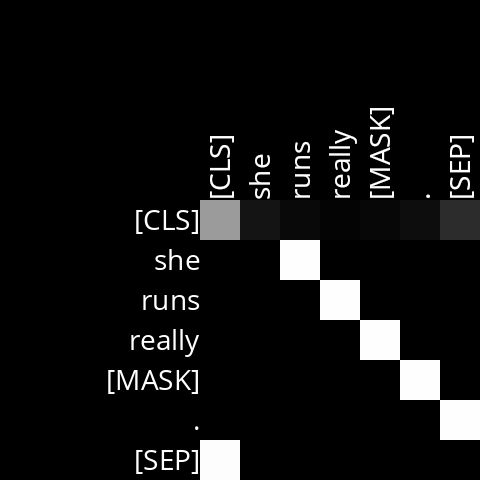 [CLS]
she
runs
really
[MASK]
.
[SEP]
[CLS]
she
runs
really
[MASK]
.
[SEP]